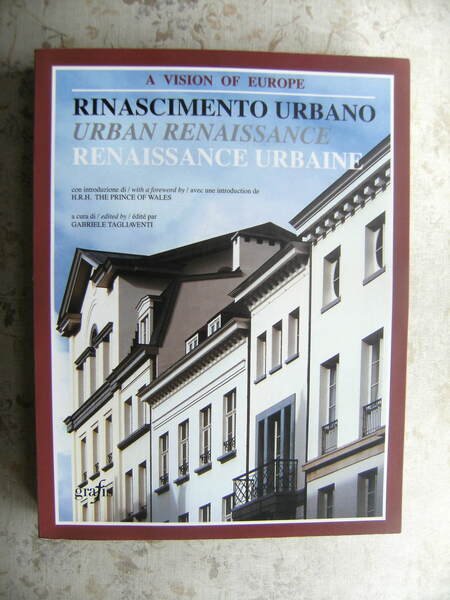 A VISION OF EUROPE
RINASCIMENTO URBANO
URBAN RENAISSANCE
RENAISSANCE URBAINE
con introduzione di / with a foreword by / avec une introduction de
H.R.H. THE PRINCE OF WALES
a cura di / edited by / édité par
GABRIELE TAGLIAVENTI
grafis